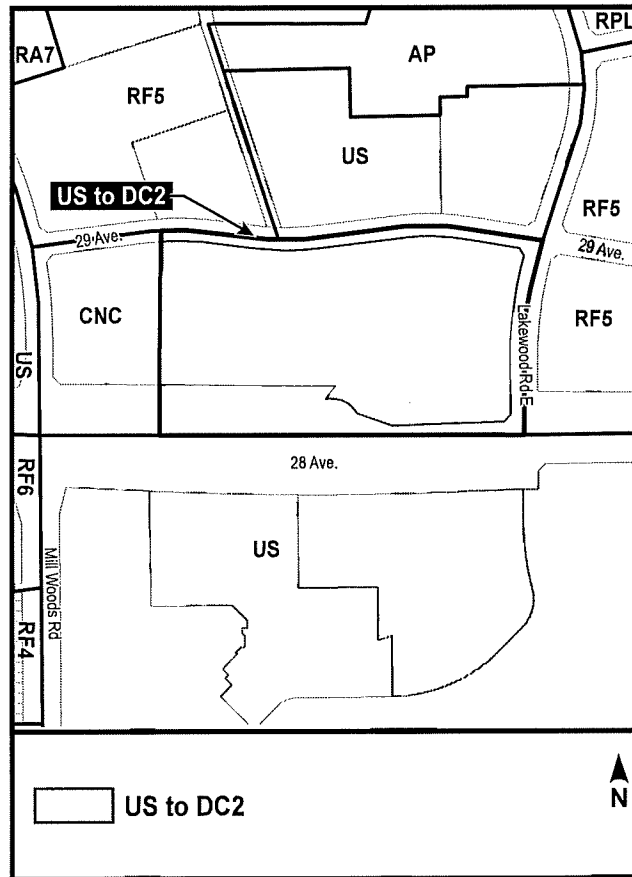 RPL
RA7
AP
RF5
US
US to DC2
RF5
29 Ave.
29 Ave.
CNC
RF5
US
Lakewood Rd E
28 Ave.
RF6
US
Mill Woods Rd
RF4
US to DC2
N